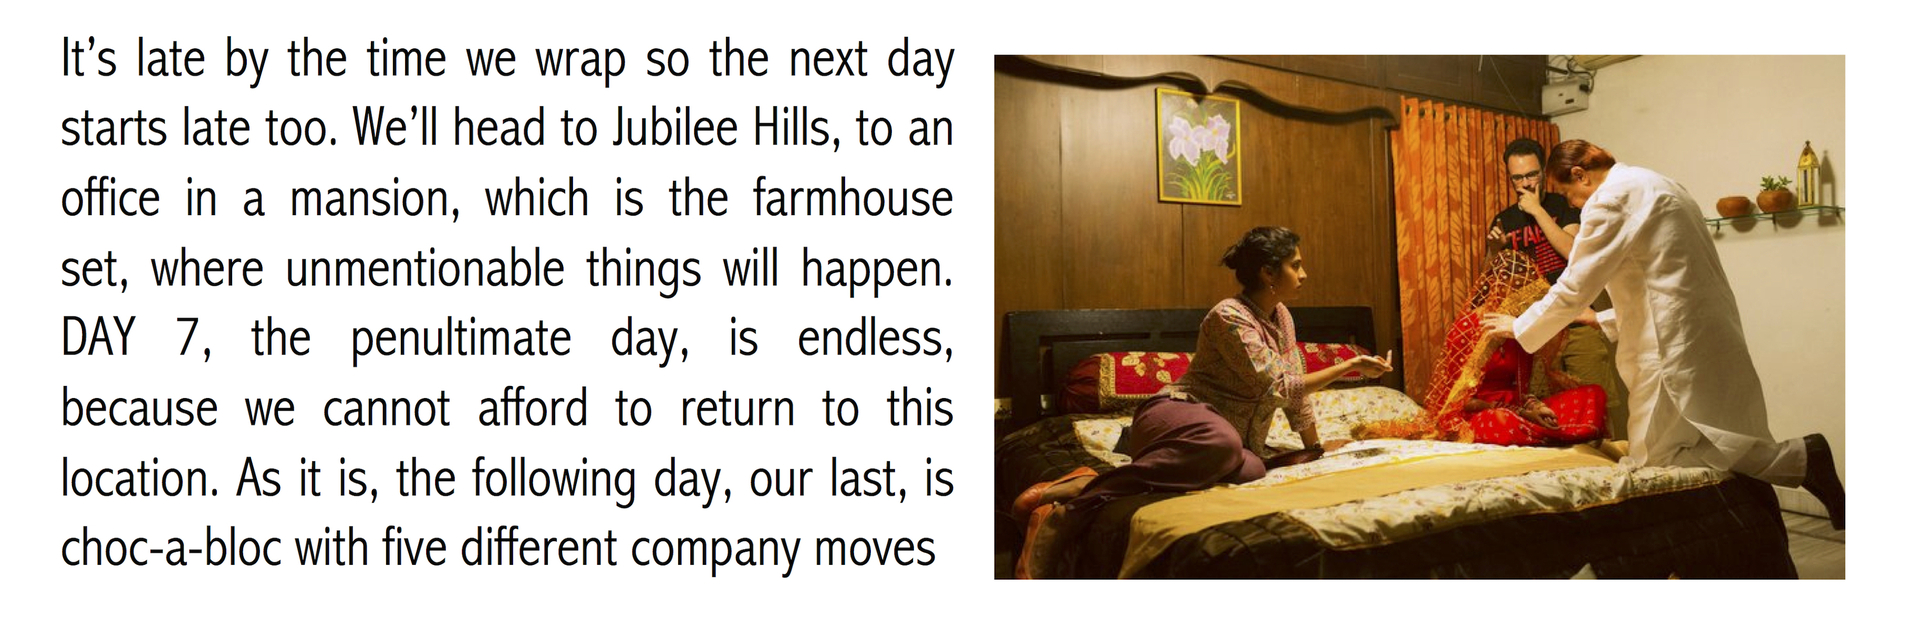 It’s late by the time we wrap so the next day
starts late too. We’ll head to Jubilee Hills, to an
office in a mansion, which is the farmhouse
set, where unmentionable things will happen.
DAY 7, the penultimate day, is endless,
because we cannot afford to return to this
location. As it is, the following day, our last, is
choc-a-bloc with five different company moves